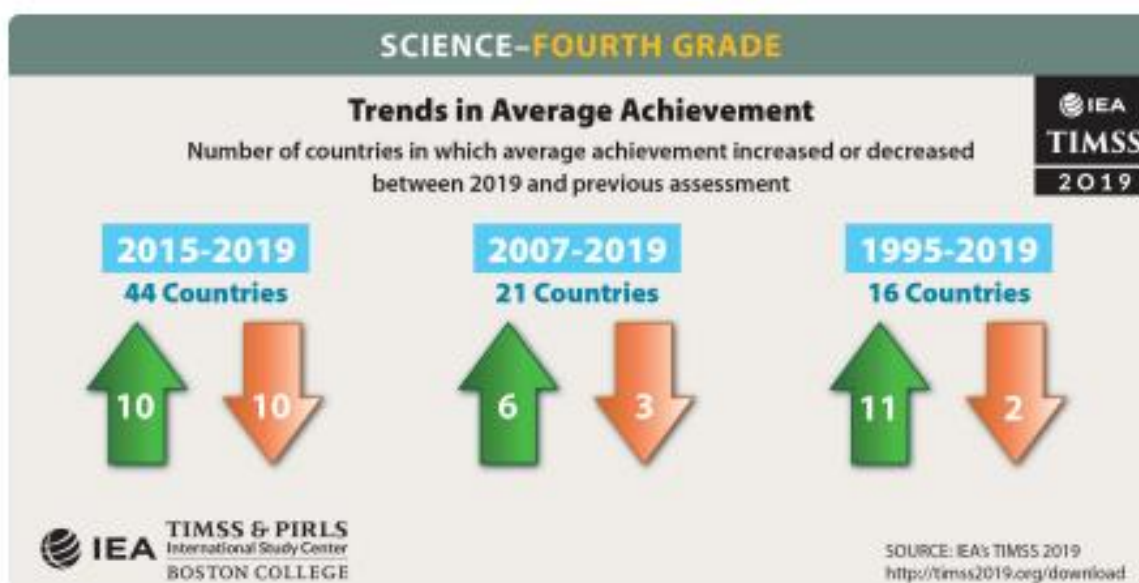 SCIENCE–FOURTH GRADE
IEA
TIMSS
2019
Trends in Average Achievement
Number of countries in which average achievement increased or decreased
between 2019 and previous assessment
2015-2019
44 Countries
10 10
2007-2019
21 Countries
6 3
1995-2019
16 Countries
11 2
IEA
TIMSS & PIRLS
International Study Center
BOSTON COLLEGE
SOURCE: IEA's TIMSS 2019
http://timss2019.org/download